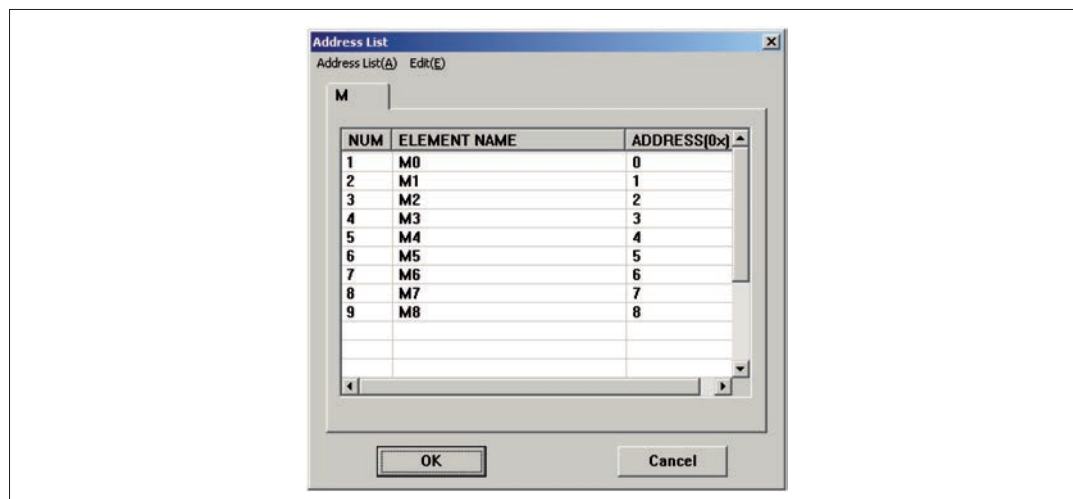 Address List
Address List(A) Edit(E)
M
NUM ELEMENT NAME ADDRESS(0x)
1 M0 0
2 M1 1
3 M2 2
4 M3 3
5 M4 4
6 M5 5
7 M6 6
8 M7 7
9 M8 8
OK Cancel